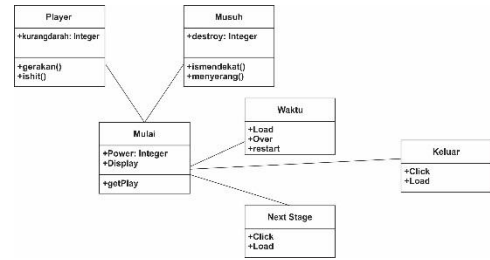 Player
+kurangdarah: Integer
+gerakan()
+ishit()
Musuh
+destroy: Integer
+ismendekat()
+menyerang()
Mulai
+Power: Integer
+Display
+getPlay
Waktu
+Load
+Over
+restart
Keluar
+Click
+Load
Next Stage
+Click
+Load